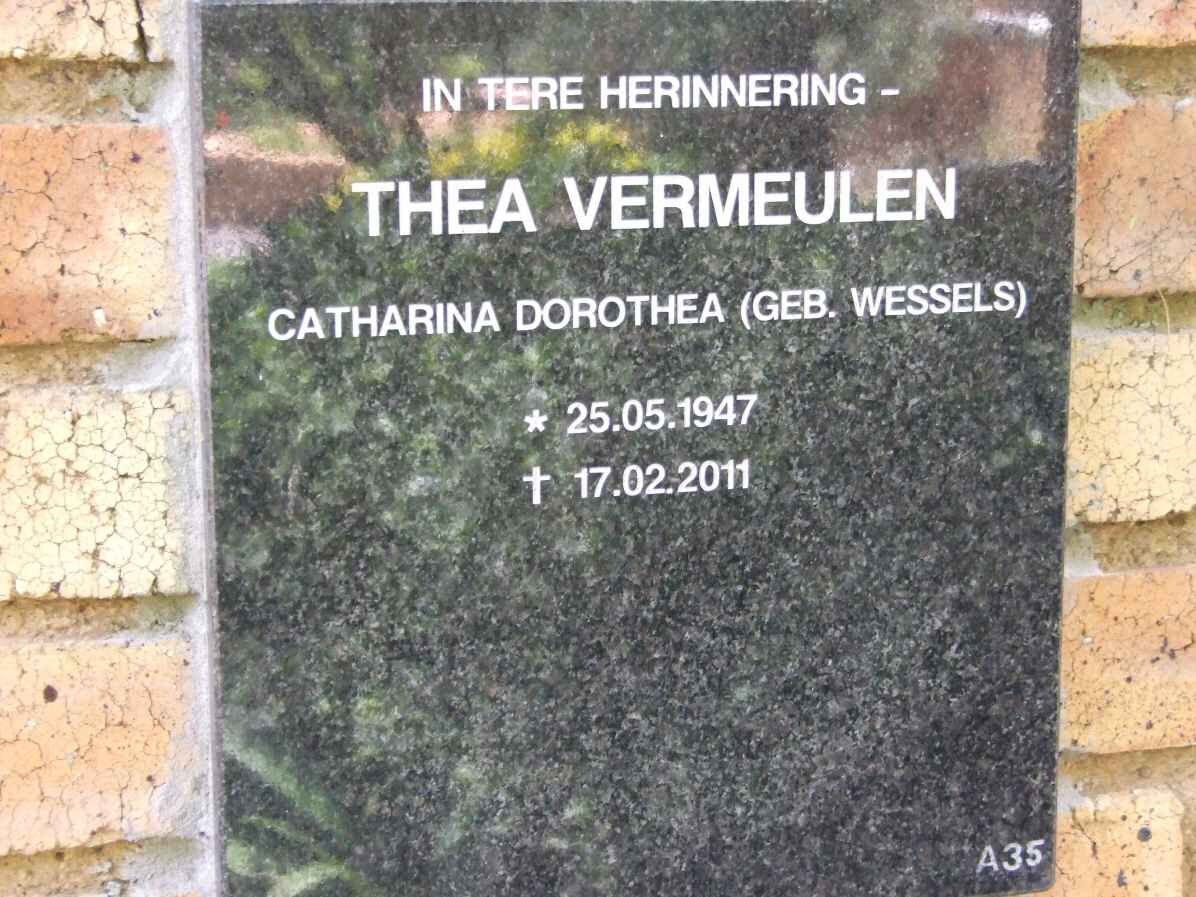 IN TERE HERINNERING –
THEA VERMEULEN
CATHARINA DOROTHEA (GEB. WESSELS)
* 25.05.1947
† 17.02.2011
A35